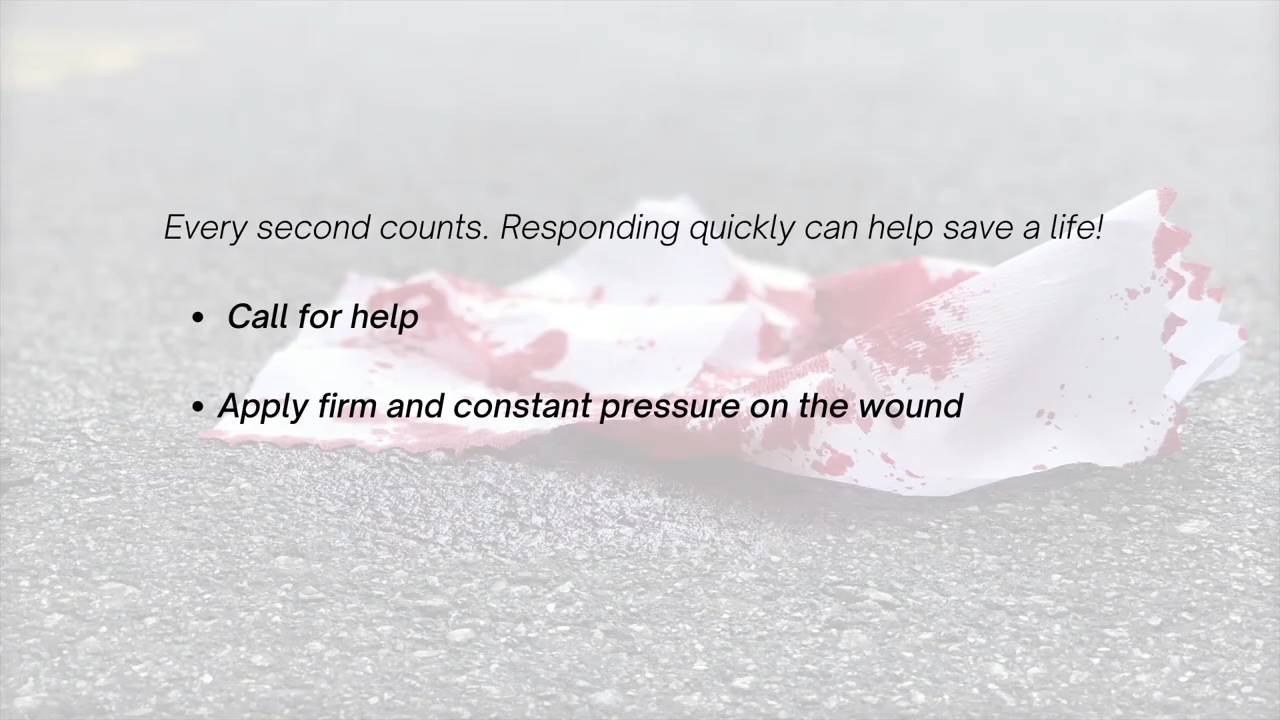 Every second counts. Responding quickly can help save a life!
• Call for help
• Apply firm and constant pressure on the wound